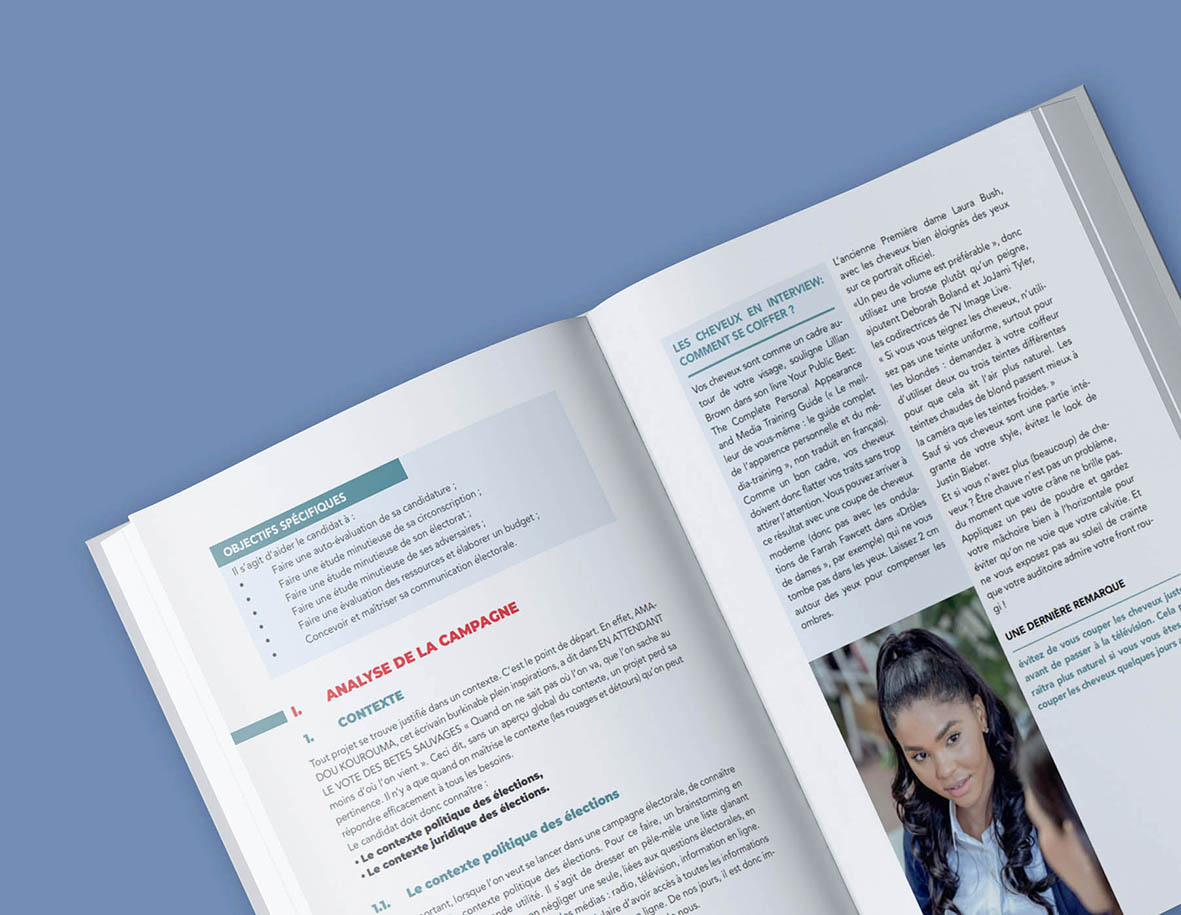 OBJECTIFS SPÉCIFIQUES
Il s'agit d'aider le candidat à :
• Faire une auto-évaluation de sa candidature ;
• Faire une étude minutieuse de sa circonscription ;
• Faire une étude minutieuse de son électorat ;
• Faire une étude minutieuse de ses adversaires ;
• Faire une évaluation des ressources et élaborer un budget ;
• Concevoir et maîtriser sa communication électorale.
I. ANALYSE DE LA CAMPAGNE
1. CONTEXTE
Tout projet se trouve justifié dans un contexte. C'est le point de départ. En effet, AMA-
DOU KOUROUMA, cet écrivain burkinabè plein inspirations, a dit dans EN ATTENDANT
LE VOTE DES BETES SAUVAGES « Quand on ne sait pas où l'on va, que l'on sache au
moins d'où l'on vient ». Ceci dit, sans un aperçu global du contexte, un projet perd sa
pertinence. Il n'y a que quand on maîtrise le contexte (les rouages et détours) qu'on peut
répondre efficacement à tous les besoins.
Le candidat doit donc connaître :
• Le contexte politique des élections,
• Le contexte juridique des élections.
1.1. Le contexte politique des élections
portant, lorsque l'on veut se lancer dans une campagne électorale, de connaître
contexte politique des élections. Pour ce faire, un brainstorming en
nde utilité. Il s'agit de dresser en pèle-mêle une liste glanant
n négliger une seule, liées aux questions électorales, en
es médias : radio, télévision, information en ligne.
ulaire d'avoir accès à toutes les informations
ligne. De nos jours, il est donc im-
nous.
LES CHEVEUX EN INTERVIEW:
COMMENT SE COIFFER ?
Vos cheveux sont comme un cadre au-
tour de votre visage, souligne Lillian
Brown dans son livre Your Public Best:
The Complete Personal Appearance
and Media Training Guide (« Le meil-
leur de vous-même : le guide complet
de l'apparence personnelle et du mé-
dia-training », non traduit en français).
Comme un bon cadre, vos cheveux
doivent donc flatter vos traits sans trop
attirer l'attention. Vous pouvez arriver à
ce résultat avec une coupe de cheveux
moderne (donc pas avec les ondula-
tions de Farrah Fawcett dans «Drôles
de dames », par exemple) qui ne vous
tombe pas dans les yeux. Laissez 2 cm
autour des yeux pour compenser les
ombres.
L'ancienne Première dame Laura Bush,
avec les cheveux bien éloignés des yeux
sur ce portrait officiel.
«Un peu de volume est préférable », donc
utilisez une brosse plutôt qu'un peigne,
ajoutent Deborah Boland et JoJami Tyler,
les codirectrices de TV Image Live.
« Si vous vous teignez les cheveux, n'utili-
sez pas une teinte uniforme, surtout pour
les blondes : demandez à votre coiffeur
d'utiliser deux ou trois teintes différentes
pour que cela ait l'air plus naturel. Les
teintes chaudes de blond passent mieux à
la caméra que les teintes froides. »
Sauf si vos cheveux sont une partie inté-
grante de votre style, évitez le look de
Justin Bieber.
Et si vous n'avez plus (beaucoup) de che-
veux ? Être chauve n'est pas un problème,
du moment que votre crâne ne brille pas.
Appliquez un peu de poudre et gardez
votre mâchoire bien à l'horizontale pour
éviter qu'on ne voie que votre calvitie. Et
ne vous exposez pas au soleil de crainte
que votre auditoire admire votre front rou-
gi !
UNE DERNIÈRE REMARQUE
évitez de vous couper les cheveux juste
avant de passer à la télévision. Cela p
raîtra plus naturel si vous vous êtes
couper les cheveux quelques jours a